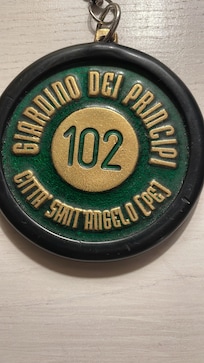 GIARDINO DEI PRINCIPI
102
CITTA' SANT'ANGELO (PE)